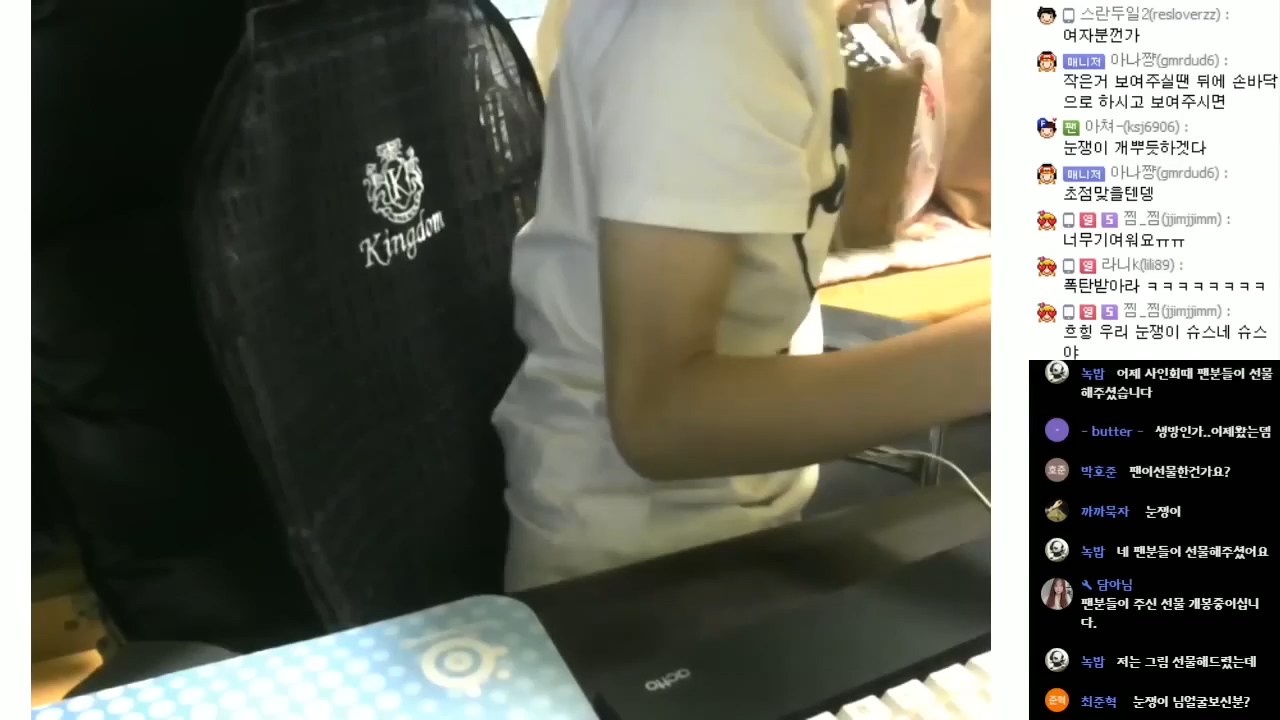 K
Kingdom
acto
스란두일2(resloverzz) :
여자분껀가
매니저 아나쨩(gmrdud6) :
작은거 보여주실땐 뒤에 손바닥
으로 하시고 보여주시면
팬 아쳐-(ksj6906) :
눈쟁이 개뿌듯하겟다
매니저 아나쨩(gmrdud6) :
초점맞을텐뎅
열 S 찜_찜(jjimjjimm) :
너무기여워요ㅠㅠ
열 라니k(lili89) :
폭탄받아라 ㅋㅋㅋㅋㅋㅋㅋㅋ
열 S 찜_찜(jjimjjimm) :
흐힝 우리 눈쟁이 슈스네 슈스
야
녹밥 어제 사인회때 팬분들이 선물
해주셨습니다
- butter - 생방인가..이제왔는뎀
호준 박호준 팬이선물한건가요?
까까묵자 눈쟁이
녹밥 네 팬분들이 선물해주셨어요
담아님
팬분들이 주신 선물 개봉중이십니
다.
녹밥 저는 그림 선물해드렸는데
준혁 최준혁 눈쟁이 님얼굴보신분?